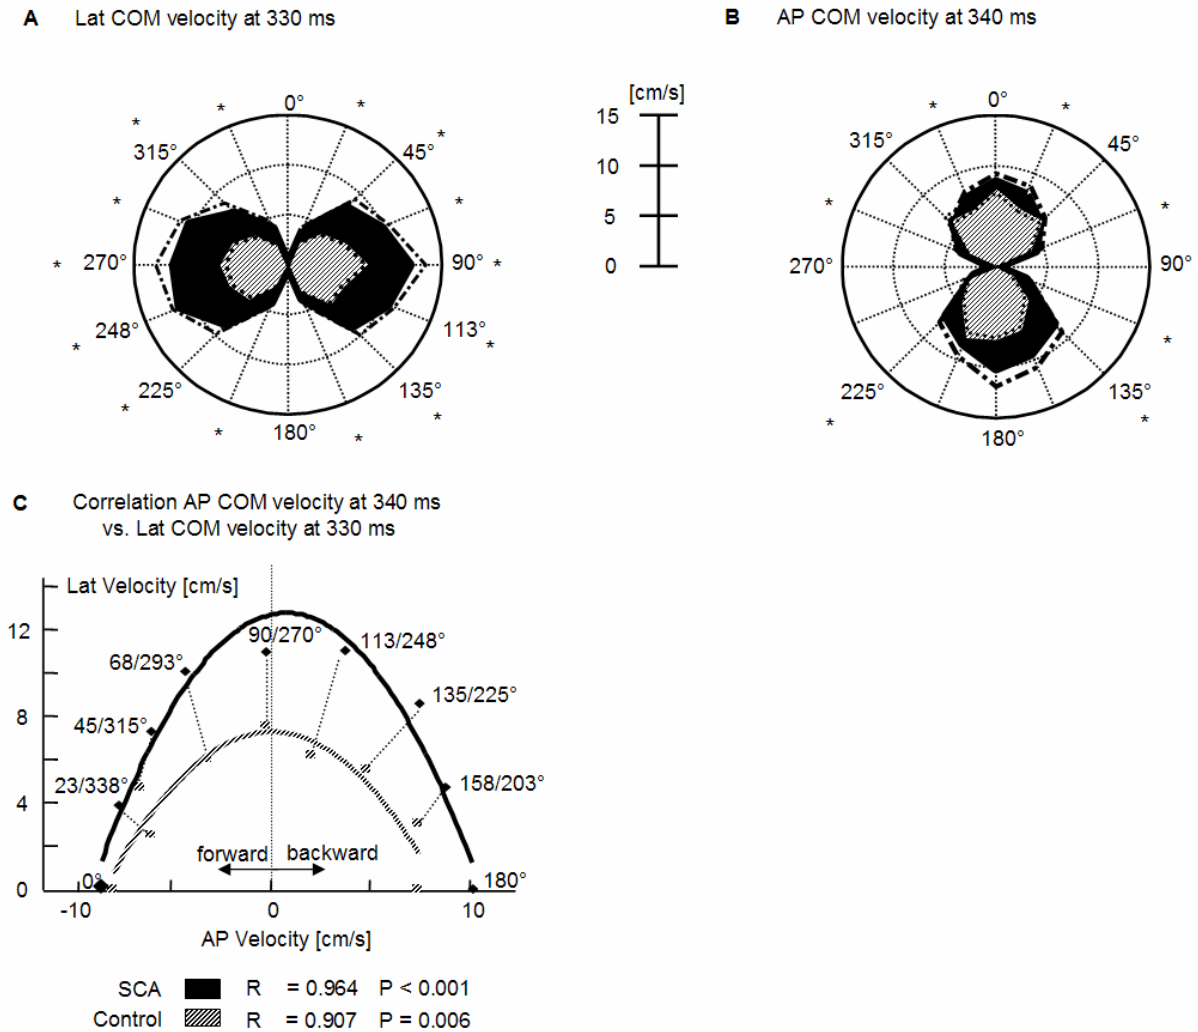 A Lat COM velocity at 330 ms
B AP COM velocity at 340 ms
[cm/s]
15
10
5
0
* 0° *
* 315° 45° *
* *
* 270° 90° *
* 248° 113° *
* 225° 135° *
* 180° *
* 0° *
315° 45°
* *
270° 90°
*
* 225° 135° *
180°
C Correlation AP COM velocity at 340 ms
vs. Lat COM velocity at 330 ms
Lat Velocity [cm/s]
12
8
4
0
90/270°
113/248°
68/293°
135/225°
45/315°
23/338°
158/203°
forward backward
0°
180°
-10 0 10
AP Velocity [cm/s]
SCA R = 0.964 P < 0.001
Control R = 0.907 P = 0.006